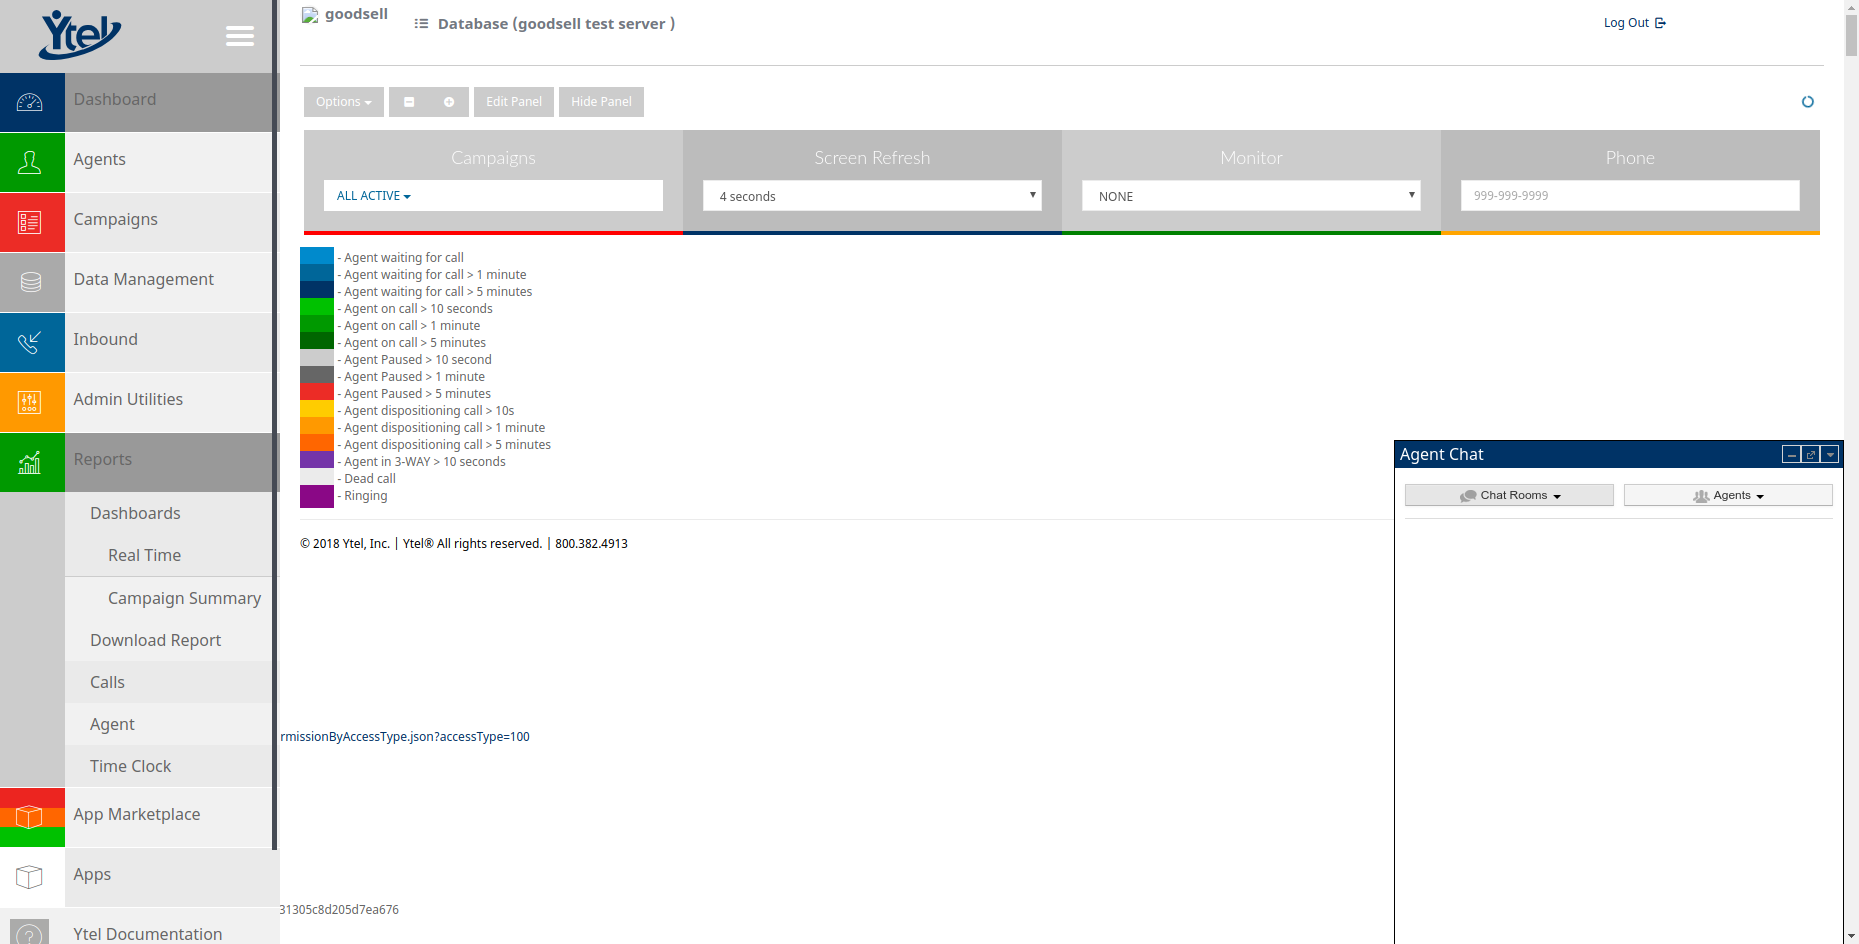 Ytel
goodsell
Database (goodsell test server )
Log Out
Dashboard
Agents
Campaigns
Data Management
Inbound
Admin Utilities
Reports
Dashboards
Real Time
Campaign Summary
Download Report
Calls
Agent
Time Clock
App Marketplace
Apps
Ytel Documentation
Options
Edit Panel
Hide Panel
Campaigns
ALL ACTIVE
Screen Refresh
4 seconds
Monitor
NONE
Phone
999-999-9999
- Agent waiting for call
- Agent waiting for call > 1 minute
- Agent waiting for call > 5 minutes
- Agent on call > 10 seconds
- Agent on call > 1 minute
- Agent on call > 5 minutes
- Agent Paused > 10 second
- Agent Paused > 1 minute
- Agent Paused > 5 minutes
- Agent dispositioning call > 10s
- Agent dispositioning call > 1 minute
- Agent dispositioning call > 5 minutes
- Agent in 3-WAY > 10 seconds
- Dead call
- Ringing
© 2018 Ytel, Inc. | Ytel® All rights reserved. | 800.382.4913
rmissionByAccessType.json?accessType=100
31305c8d205d7ea676
Agent Chat
Chat Rooms
Agents